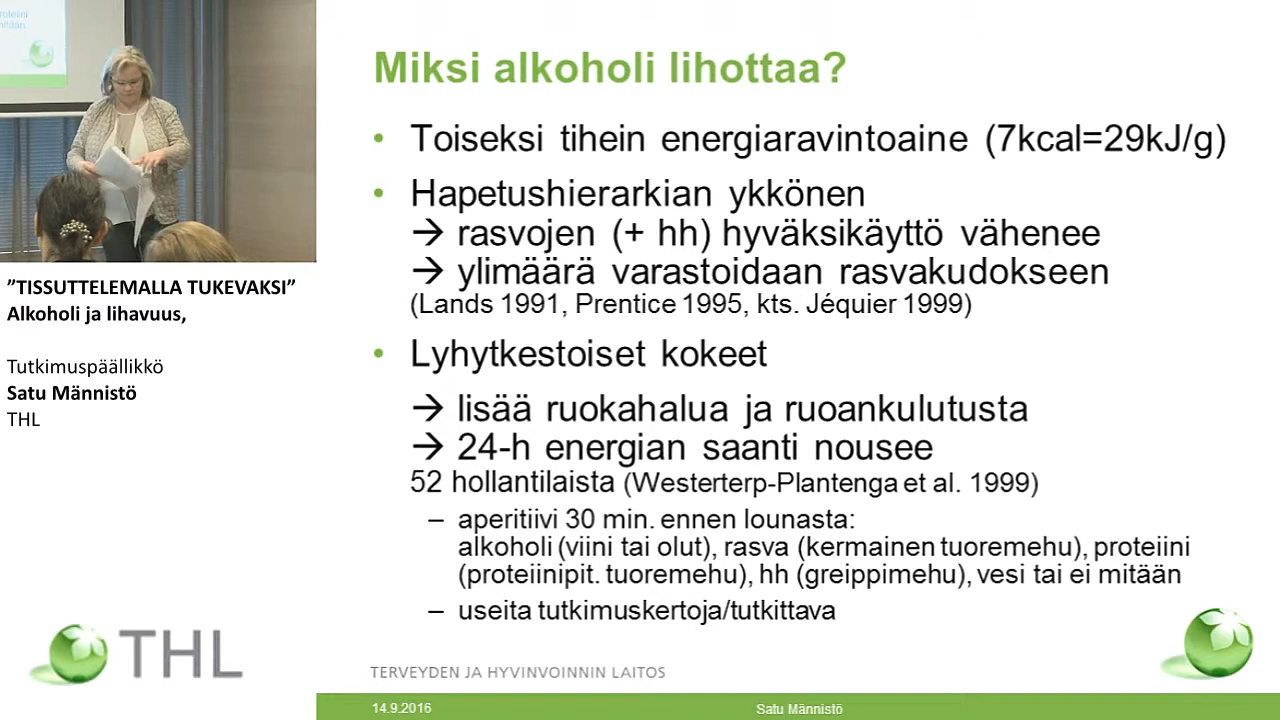 roteiini
mitään
”TISSUTTELEMALLA TUKEVAKSI”
Alkoholi ja lihavuus,
Tutkimuspäällikkö
Satu Männistö
THL
THL
Miksi alkoholi lihottaa?
• Toiseksi tihein energiaravintoaine (7kcal=29kJ/g)
• Hapetushierarkian ykkönen
→ rasvojen (+ hh) hyväksikäyttö vähenee
→ ylimäärä varastoidaan rasvakudokseen
(Lands 1991, Prentice 1995, kts. Jéquier 1999)
• Lyhytkestoiset kokeet
→ lisää ruokahalua ja ruoankulutusta
→ 24-h energian saanti nousee
52 hollantilaista (Westerterp-Plantenga et al. 1999)
– aperitiivi 30 min. ennen lounasta:
alkoholi (viini tai olut), rasva (kermainen tuoremehu), proteiini
(proteiinipit. tuoremehu), hh (greippimehu), vesi tai ei mitään
– useita tutkimuskertoja/tutkittava
TERVEYDEN JA HYVINVOINNIN LAITOS
14.9.2016
Satu Männistö